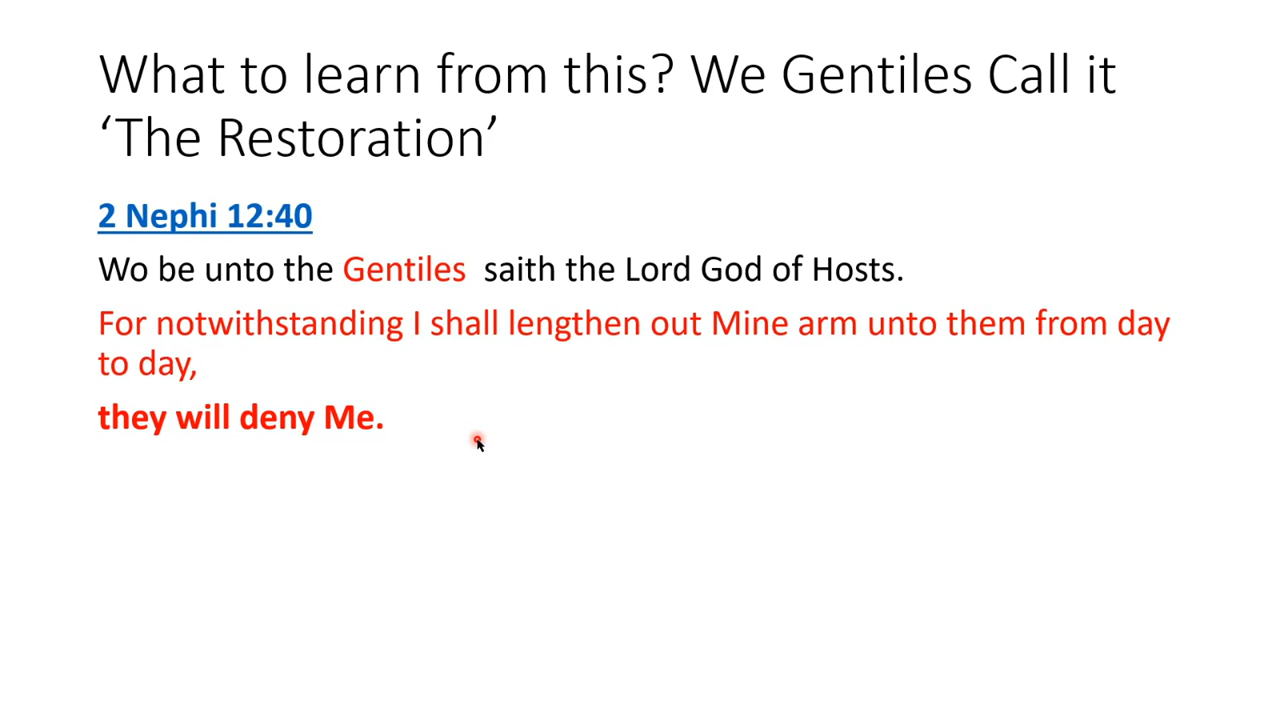 What to learn from this? We Gentiles Call it
‘The Restoration’
2 Nephi 12:40
Wo be unto the Gentiles  saith the Lord God of Hosts.
For notwithstanding I shall lengthen out Mine arm unto them from day
to day,
they will deny Me.